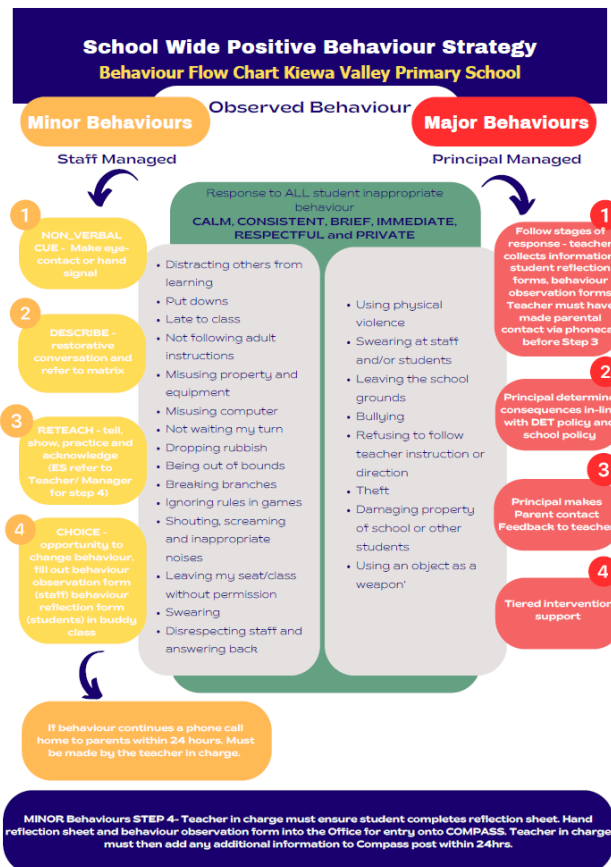 School Wide Positive Behaviour Strategy
Behaviour Flow Chart Kiewa Valley Primary School
Observed Behaviour
Minor Behaviours
Staff Managed
Major Behaviours
Principal Managed
1
NON_VERBAL
CUE - Make eye-
contact or hand
signal
2
DESCRIBE -
restorative
conversation and
refer to matrix
3
RETEACH - tell,
show, practice and
acknowledge
(ES refer to
Teacher/ Manager
for step 4)
4
CHOICE -
opportunity to
change behaviour,
fill out behaviour
observation form
(staff) behaviour
reflection form
(students) in buddy
class
If behaviour continues a phone call
home to parents within 24 hours. Must
be made by the teacher in charge.
Response to ALL student inappropriate
behaviour
CALM, CONSISTENT, BRIEF, IMMEDIATE,
RESPECTFUL and PRIVATE
• Distracting others from
learning
• Put downs
• Late to class
• Not following adult
instructions
• Misusing property and
equipment
• Misusing computer
• Not waiting my turn
• Dropping rubbish
• Being out of bounds
• Breaking branches
• Ignoring rules in games
• Shouting, screaming
and inappropriate
noises
• Leaving my seat/class
without permission
• Swearing
• Disrespecting staff and
answering back
• Using physical
violence
• Swearing at staff
and/or students
• Leaving the school
grounds
• Bullying
• Refusing to follow
teacher instruction or
direction
• Theft
• Damaging property
of school or other
students
• Using an object as a
weapon'
1
Follow stages of
response - teacher
collects information
student reflection
forms, behaviour
observation forms
Teacher must have
made parental
contact via phoneca
before Step 3
2
Principal determine
consequences in-lin
with DET policy and
school policy
3
Principal makes
Parent contact
Feedback to teacher
4
Tiered intervention
support
MINOR Behaviours STEP 4- Teacher in charge must ensure student completes reflection sheet. Hand
reflection sheet and behaviour observation form into the Office for entry onto COMPASS. Teacher in charge
must then add any additional information to Compass post within 24hrs.